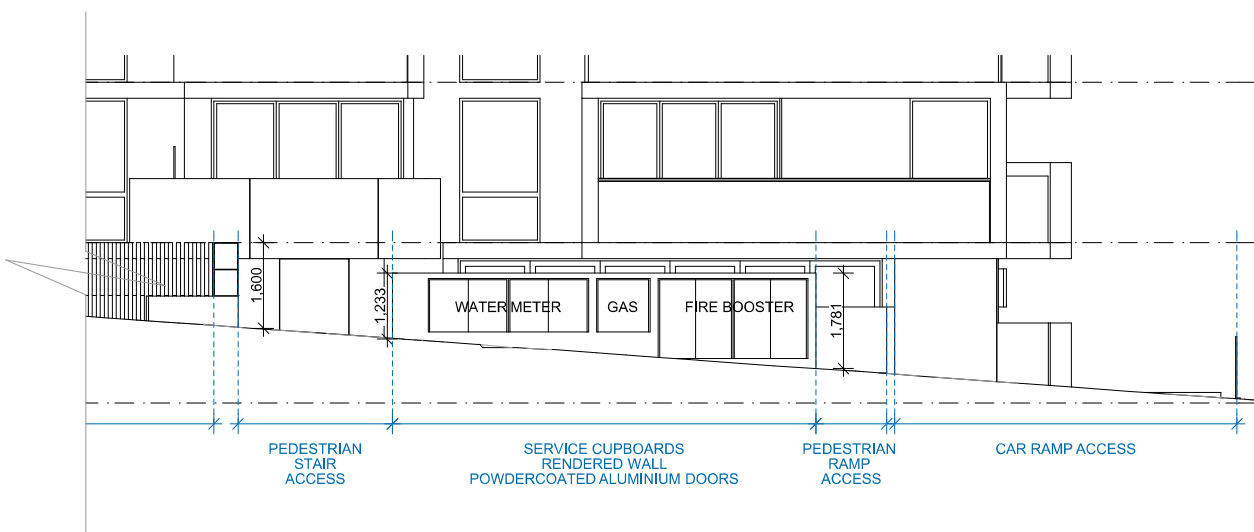 1,600
1,233
WATER METER
GAS
FIRE BOOSTER
1,781
PEDESTRIAN
STAIR
ACCESS
SERVICE CUPBOARDS
RENDERED WALL
POWDERCOATED ALUMINIUM DOORS
PEDESTRIAN
RAMP
ACCESS
CAR RAMP ACCESS